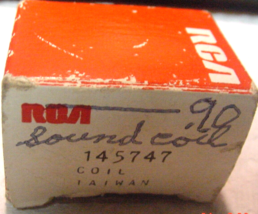 RCA
RCA 90
sound coil
145747
COIL
TAIWAN